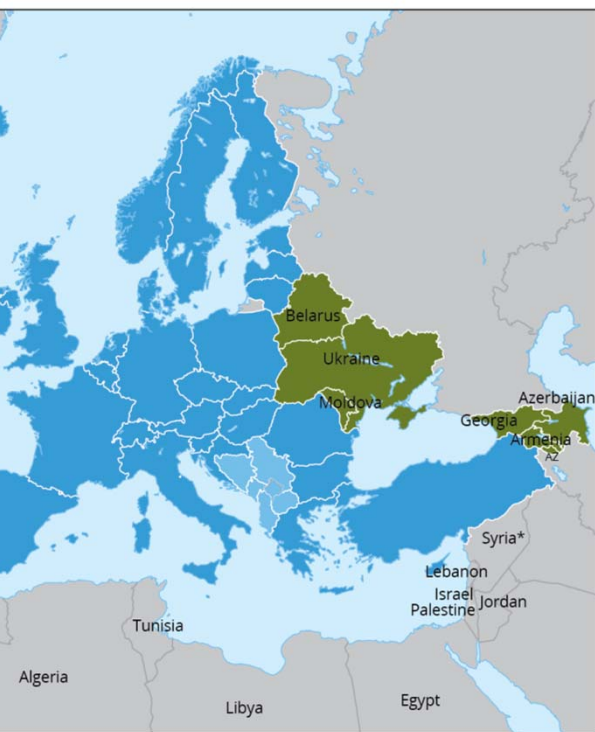 Belarus
Ukraine
Moldova
Azerbaijan
Georgia
Armenia
AZ
Syria*
Lebanon
Israel
Palestine
Jordan
Tunisia
Algeria
Libya
Egypt